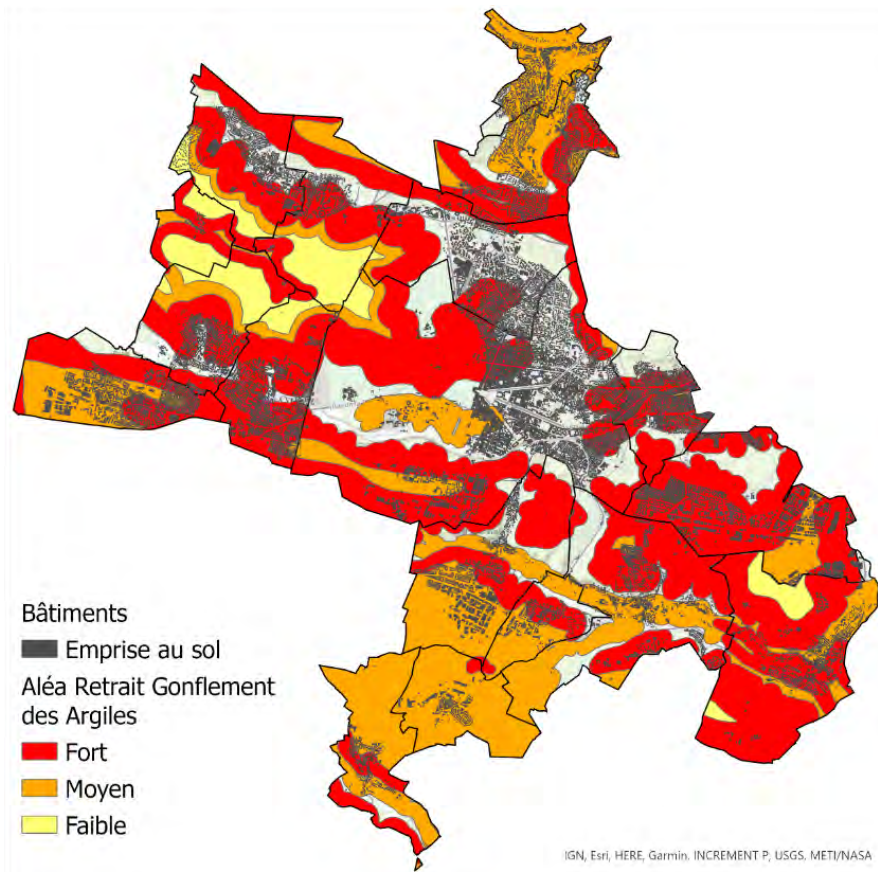 Bâtiments
Emprise au sol
Aléa Retrait Gonflement
des Argiles
Fort
Moyen
Faible
IGN, Esri, HERE, Garmin, INCREMENT P, USGS, METI/NASA